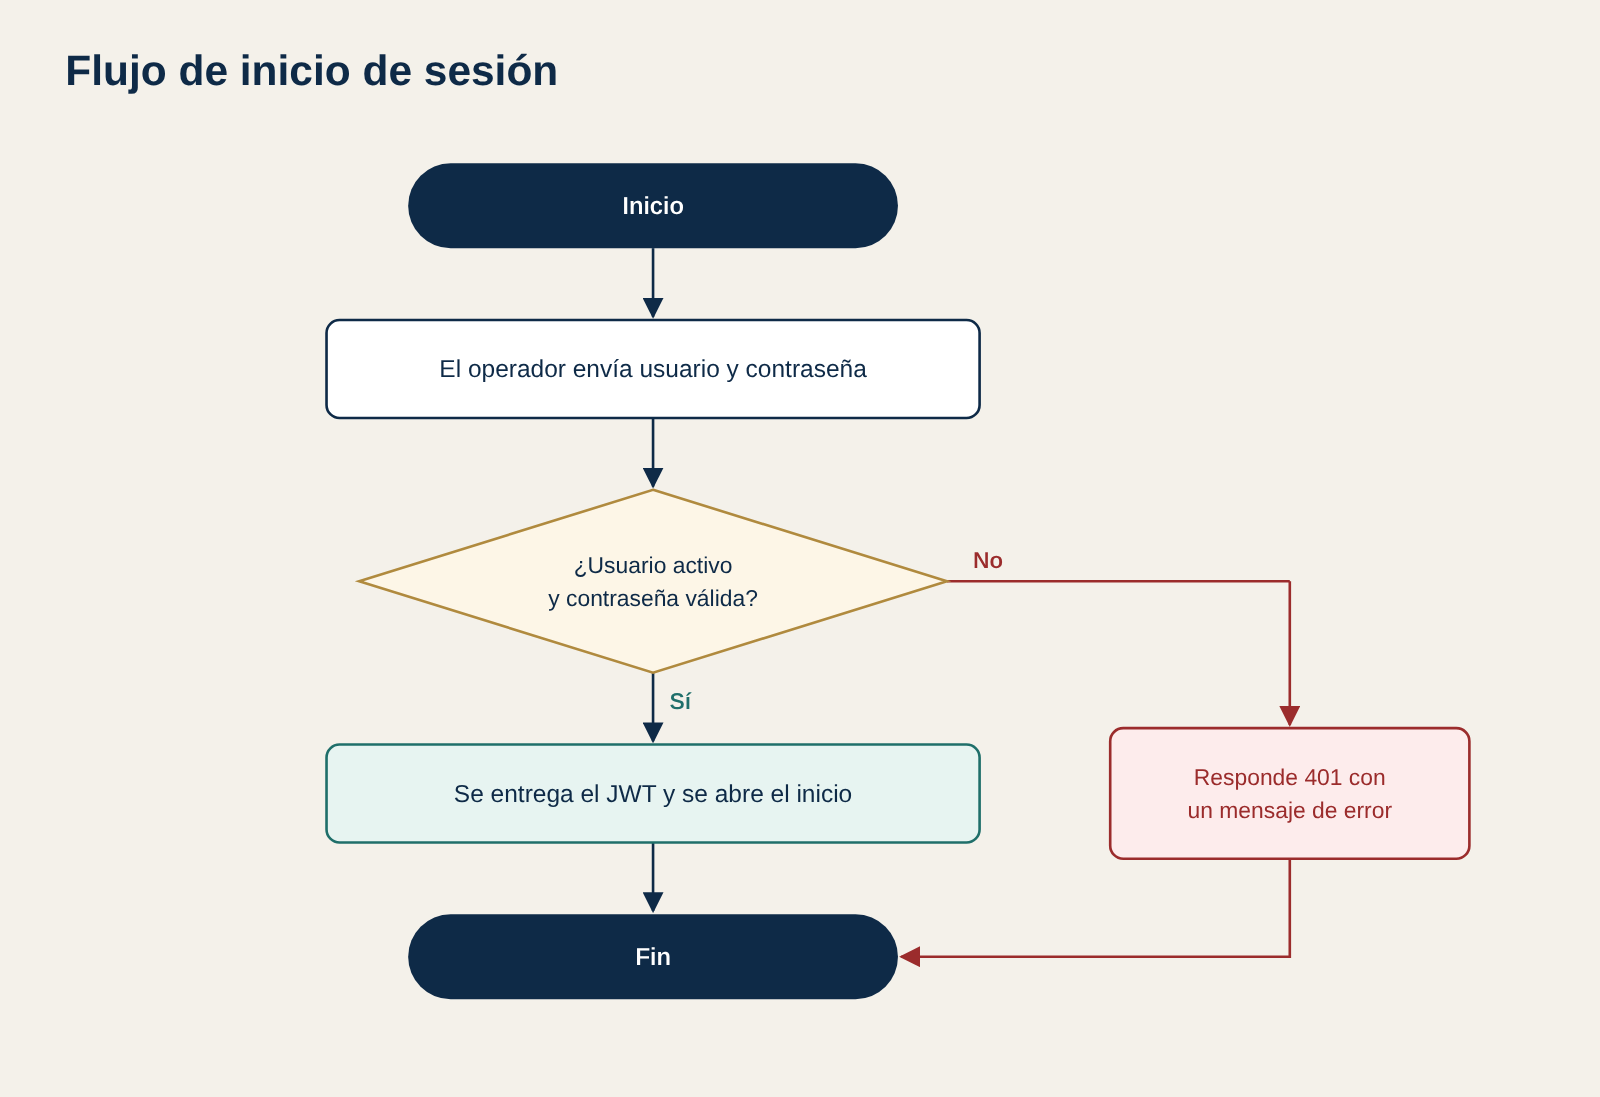 Flujo de inicio de sesión
Inicio
El operador envía usuario y contraseña
¿Usuario activo
y contraseña válida?
No
Sí
Se entrega el JWT y se abre el inicio
Responde 401 con
un mensaje de error
Fin